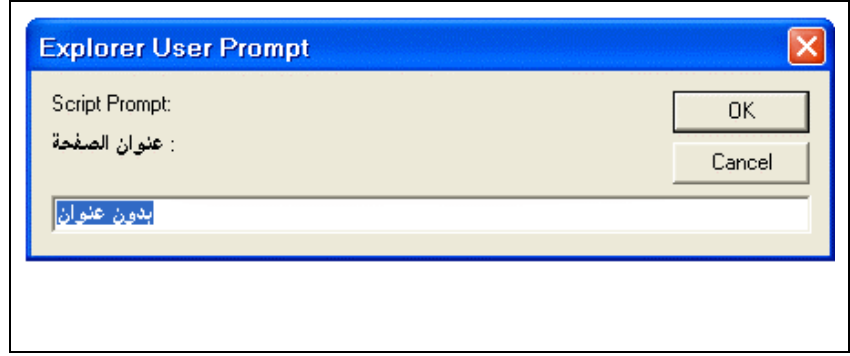 Explorer User Prompt
Script Prompt:
OK
عنوان الصفحة :
Cancel
بدون عنوان